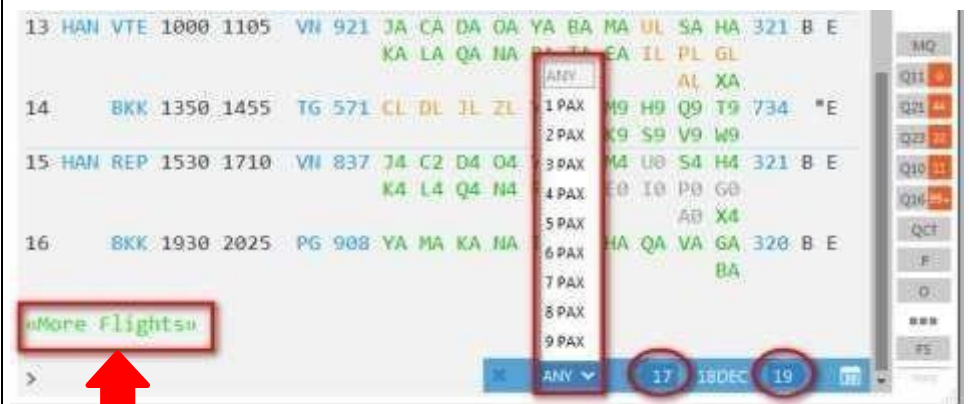 13 HAN VTE 1000 1105 VN 921 JA CA DA OA YA BA MA UL SA HA 321 B E
KA LA QA NA EA IL PL GL
AL XA
14 BKK 1350 1455 TG 571 CL DL JL ZL M9 H9 Q9 T9 734 *E
K9 S9 V9 W9
15 HAN REP 1530 1710 VN 837 J4 C2 D4 O4 M4 U0 S4 H4 321 B E
K4 L4 Q4 N4 E0 I0 P0 G0
A0 X4
16 BKK 1930 2025 PG 908 YA MA KA NA HA QA VA GA 320 B E
BA
«More Flights»
>
ANY
1 PAX
2 PAX
3 PAX
4 PAX
5 PAX
6 PAX
7 PAX
8 PAX
9 PAX
ANY 17 18DEC 19
MQ
Q11
Q21 44
Q23 22
Q10 11
Q16 99+
QCT
P
O
FS